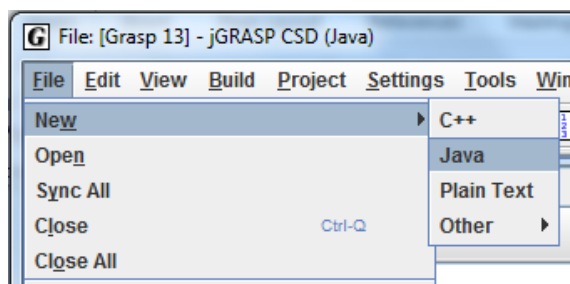 G File: [Grasp 13] - jGRASP CSD (Java)
File Edit View Build Project Settings Tools
New C++
Open Java
Sync All Plain Text
Close Ctrl-Q Other
Close All